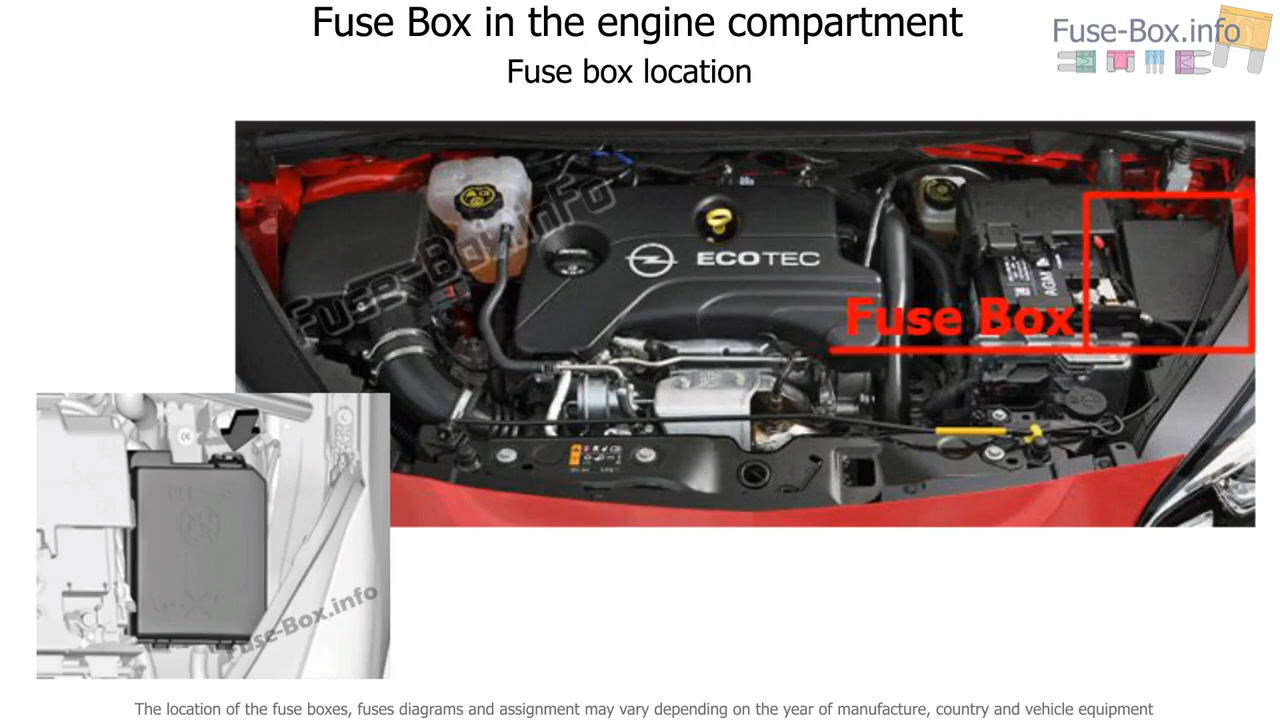 Fuse Box in the engine compartment
Fuse box location
Fuse-Box.info
Fuse-Box.info
ECOTEC
AGM
Fuse Box
Fuse-Box.info
The location of the fuse boxes, fuses diagrams and assignment may vary depending on the year of manufacture, country and vehicle equipment